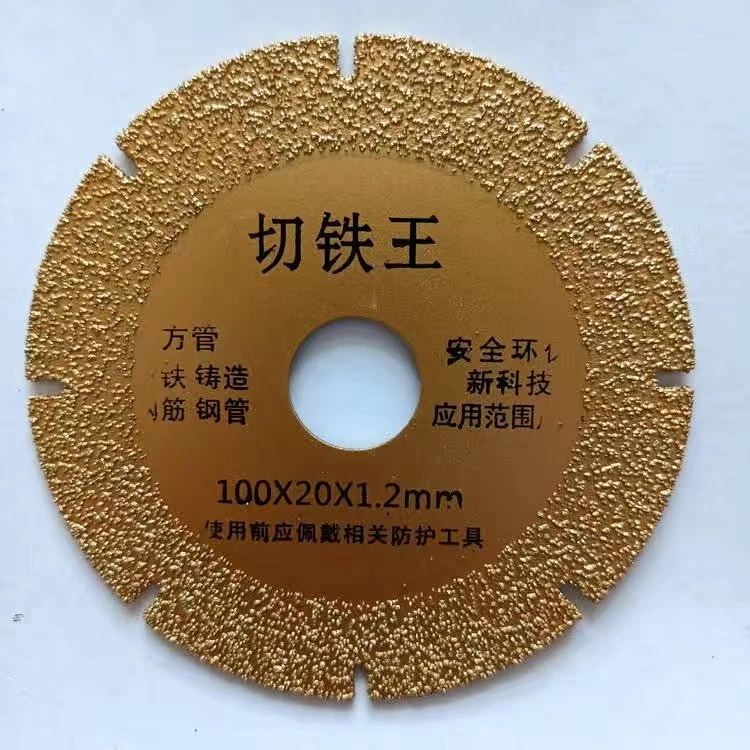 切铁王
方管
铁 铸造
筋 钢管
安全环
新科技
应用范围
100X20X1.2mm
使用前应佩戴相关防护工具